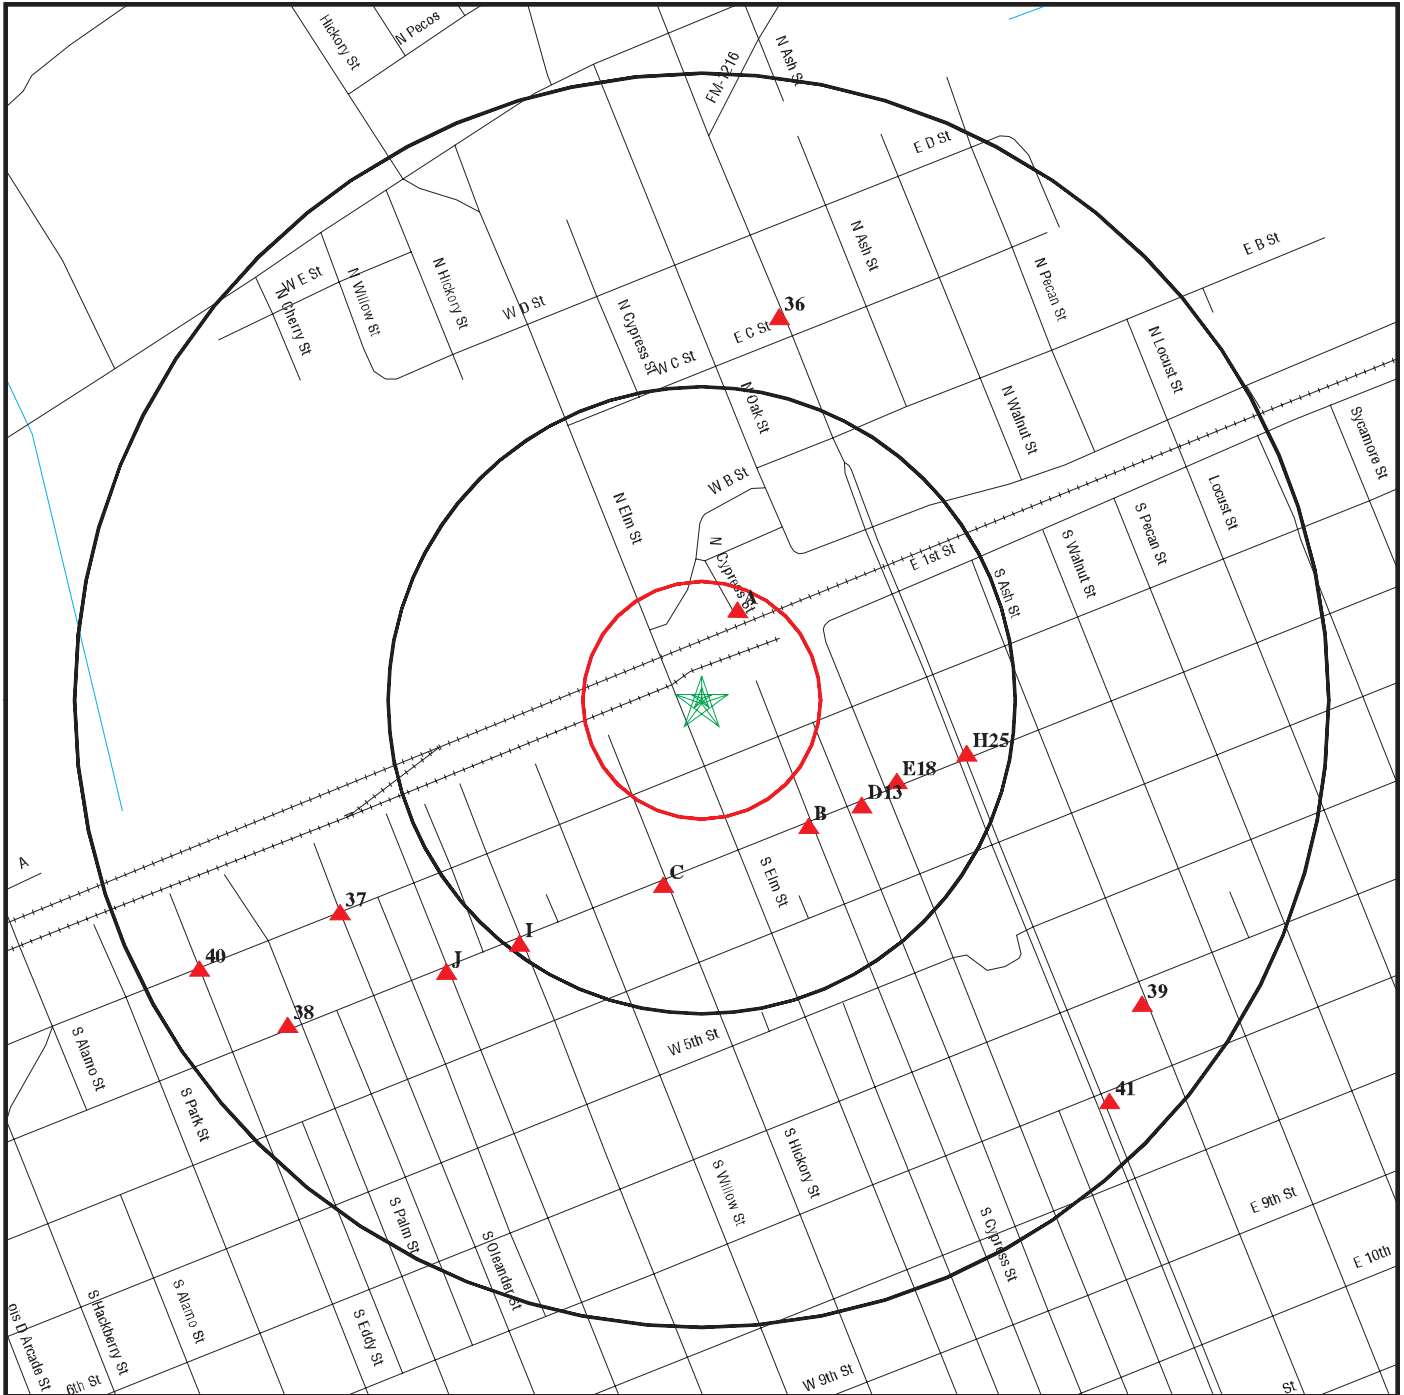 Hickory St
N Pecos
FM-1216
N Ash S
E D St
N Ash St
E B St
W E St
N Cherry St
N Willow St
N Hickory St
W D St
N Cypress St
36
E C St
W C St
N Pecan St
N Locust St
N Oak St
N Walnut St
Sycamore St
W B St
N Elm St
Locust St
S Pecan St
S Walnut St
E 1st St
N Cypress St
A
S Ash St
H25
E18
D13
B
A
C
S Elm St
37
I
J
40
38
39
W 5th St
S Alamo St
S Park St
41
S Hickory St
S Willow St
E 9th St
S Palm St
S Cypress St
S Oleander St
E 10th
S Hackberry St
S Alamo St
S Eddy St
ois D Arcade St
6th St
W 9th St
St